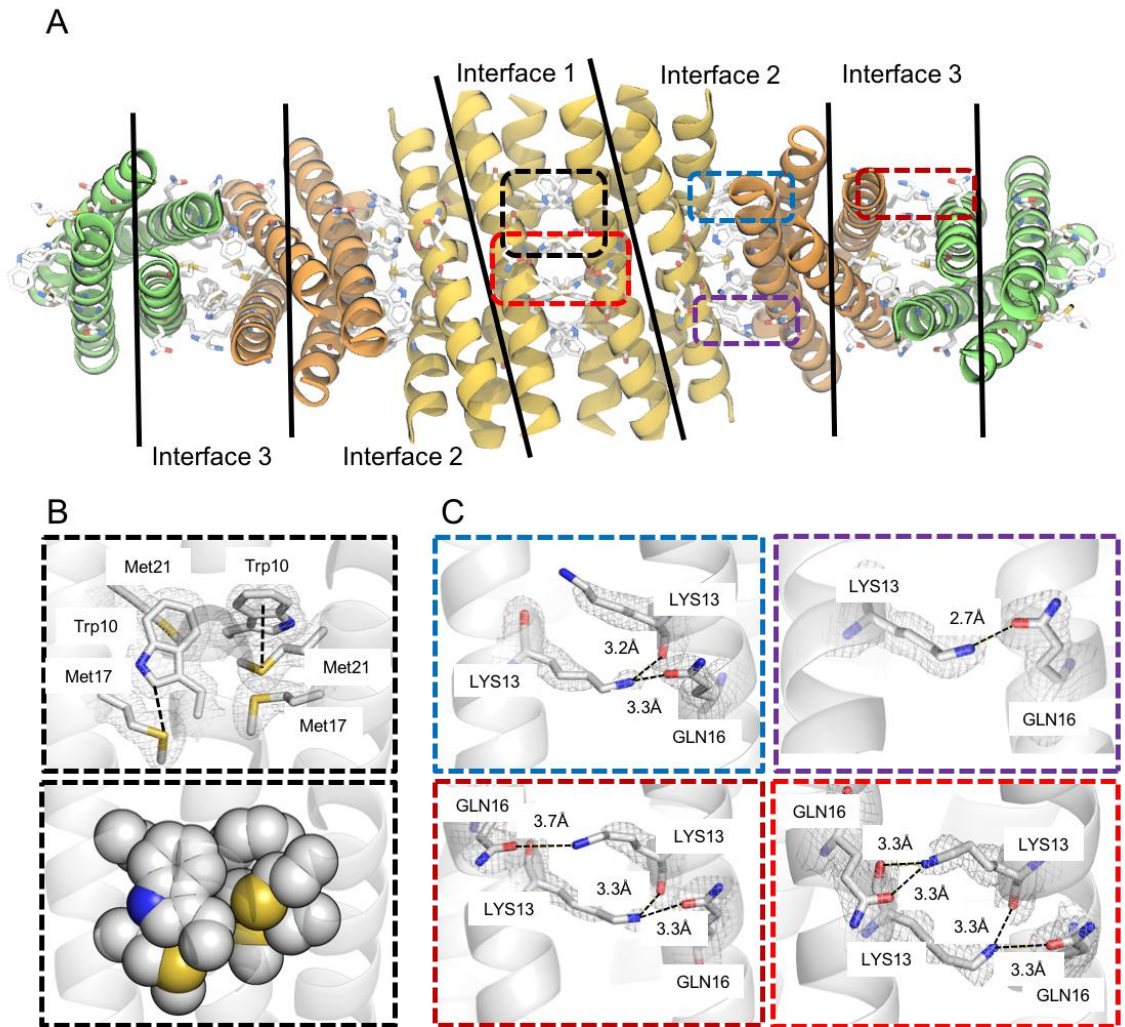 A
Interface 1
Interface 2
Interface 3
Interface 3
Interface 2
B
C
Met21
Trp10
Trp10
Met17
Met21
Met17
LYS13
3.2Å
LYS13
3.3Å
GLN16
LYS13
2.7Å
GLN16
GLN16
3.7Å
LYS13
3.3Å
LYS13
3.3Å
GLN16
GLN16
3.3Å
LYS13
3.3Å
3.3Å
LYS13
3.3Å
GLN16